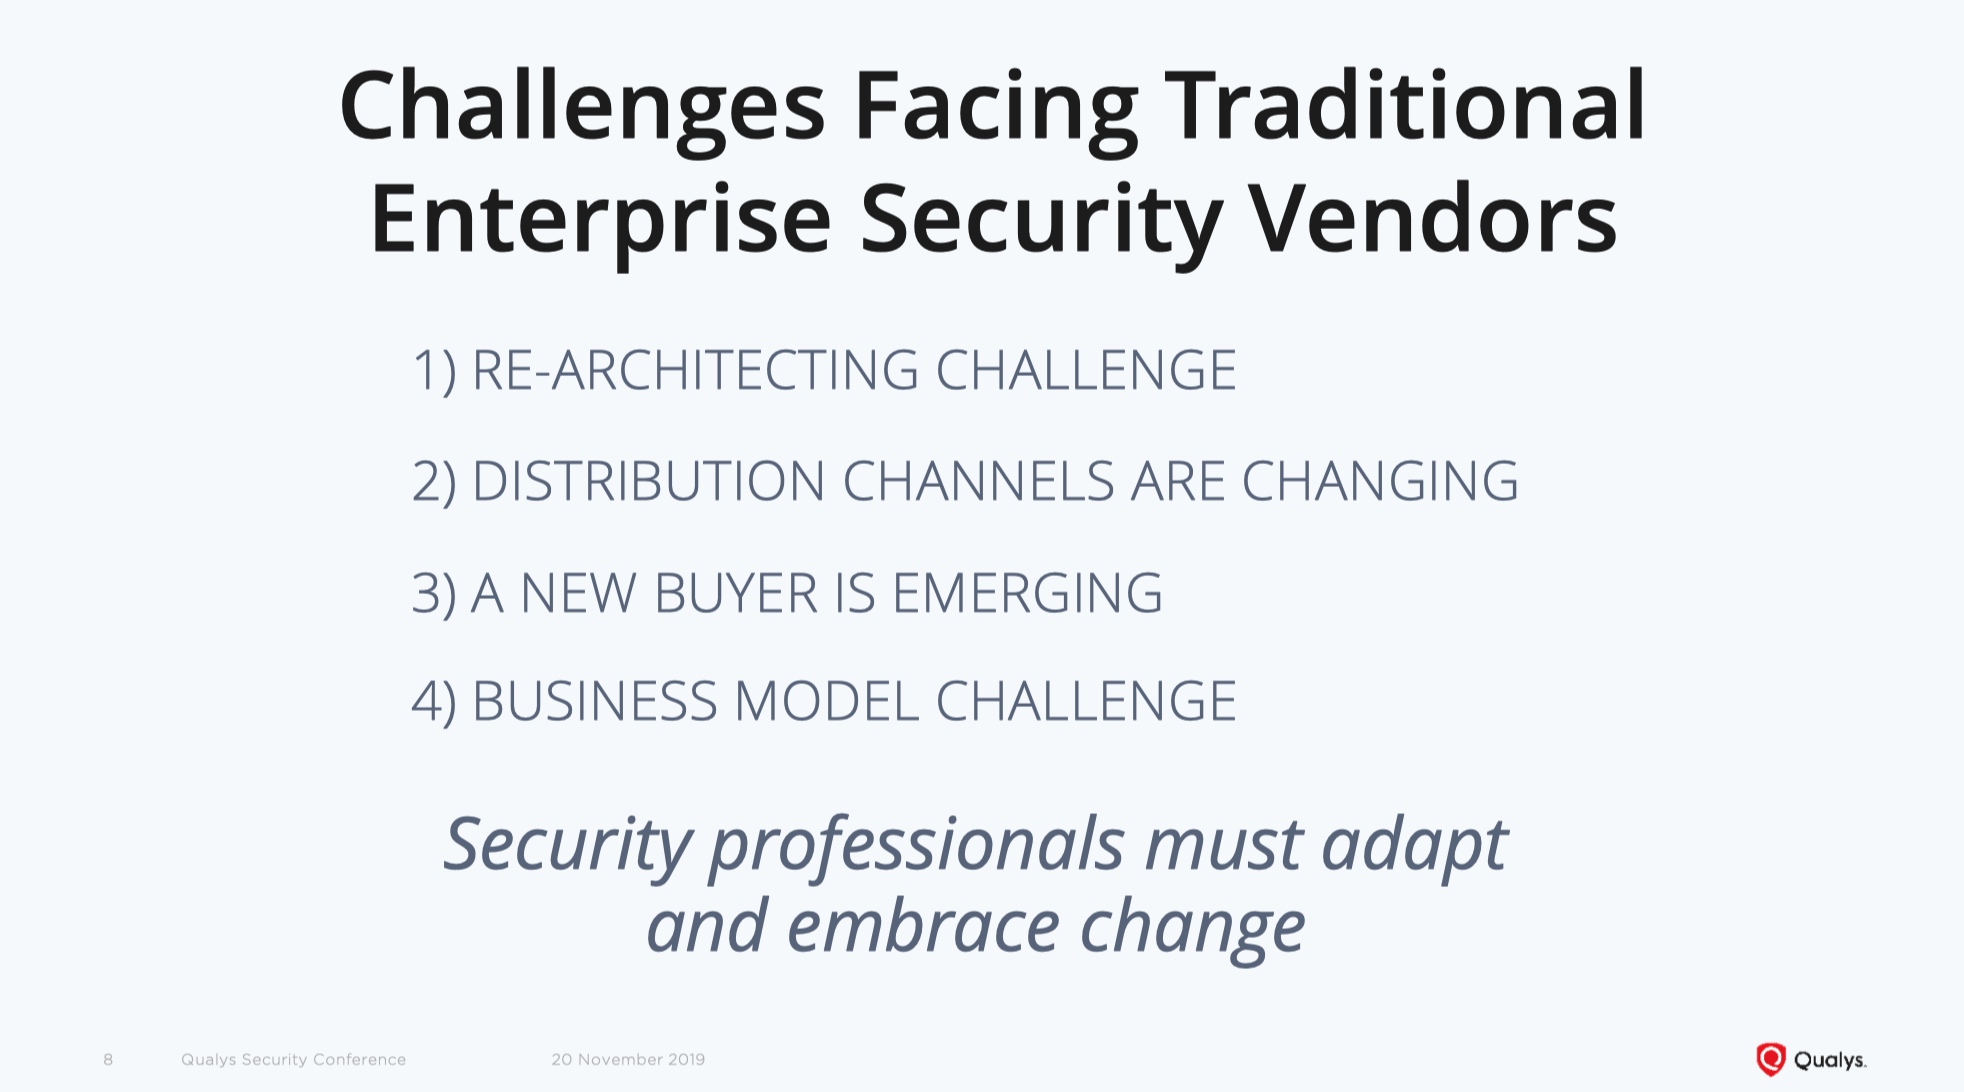 Challenges Facing Traditional
Enterprise Security Vendors
1) RE-ARCHITECTING CHALLENGE
2) DISTRIBUTION CHANNELS ARE CHANGING
3) A NEW BUYER IS EMERGING
4) BUSINESS MODEL CHALLENGE
Security professionals must adapt
and embrace change
8 Qualys Security Conference 20 November 2019 Qualys.